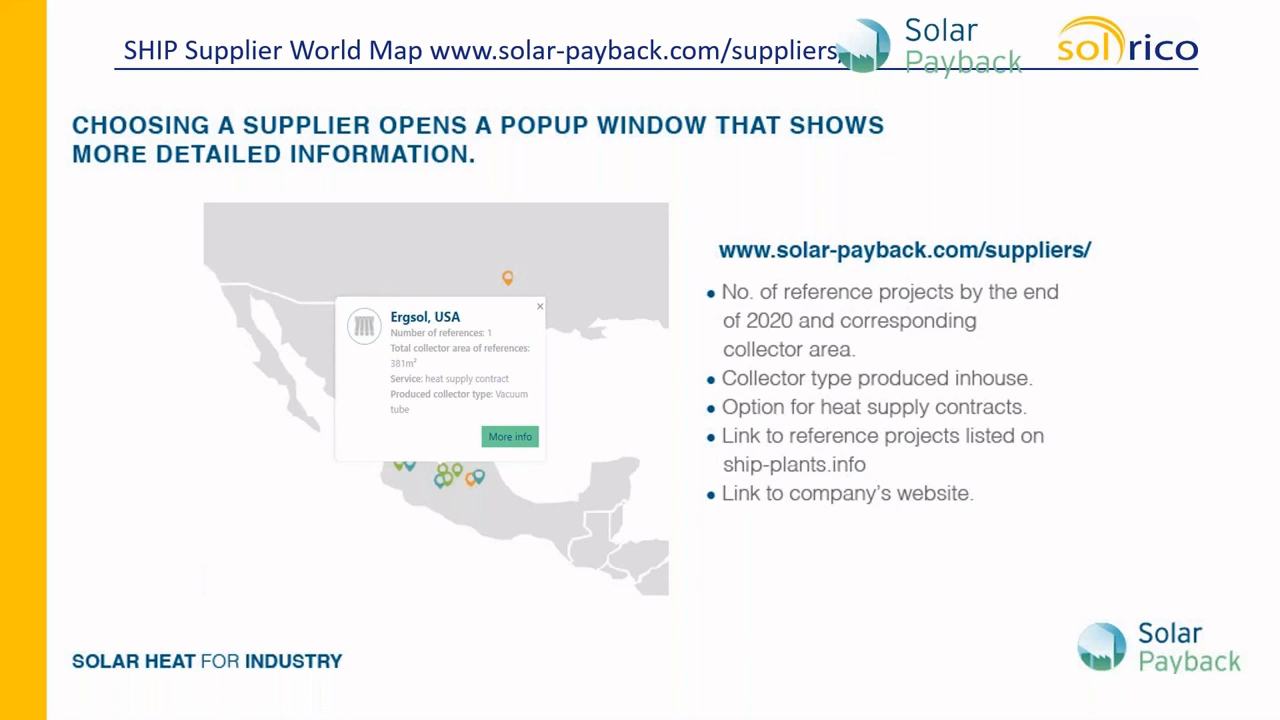 SHIP Supplier World Map www.solar-payback.com/suppliers/
Solar
Payback
solrico
CHOOSING A SUPPLIER OPENS A POPUP WINDOW THAT SHOWS
MORE DETAILED INFORMATION.
×
Ergsol, USA
Number of references: 1
Total collector area of references:
381m²
Service: heat supply contract
Produced collector type: Vacuum
tube
More info
www.solar-payback.com/suppliers/
• No. of reference projects by the end
of 2020 and corresponding
collector area.
• Collector type produced inhouse.
• Option for heat supply contracts.
• Link to reference projects listed on
ship-plants.info
• Link to company's website.
SOLAR HEAT FOR INDUSTRY
Solar
Payback